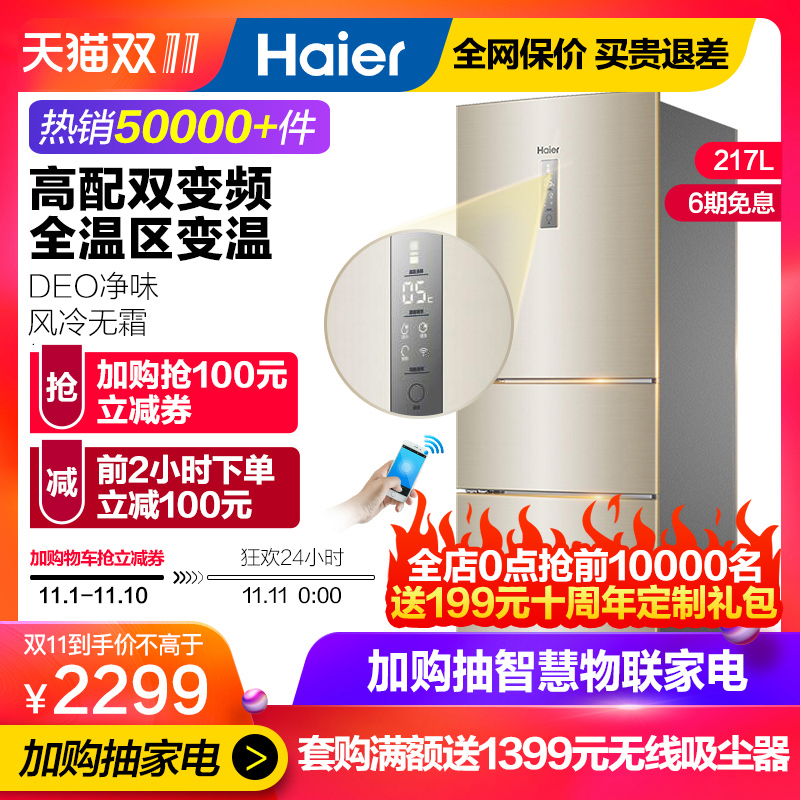 天猫双11
Haier
全网保价 买贵退差
热销50000+件
高配双变频
全温区变温
DEO净味
风冷无霜
Haier
217L
6期免息
05℃
抢
加购抢100元
立减券
减
前2小时下单
立减100元
加购物车抢立减券
狂欢24小时
11.1-11.10
11.11 0:00
全店0点抢前10000名
送199元十周年定制礼包
双11到手价不高于
¥2299
加购抽智慧物联家电
加购抽家电 >
套购满额送1399元无线吸尘器